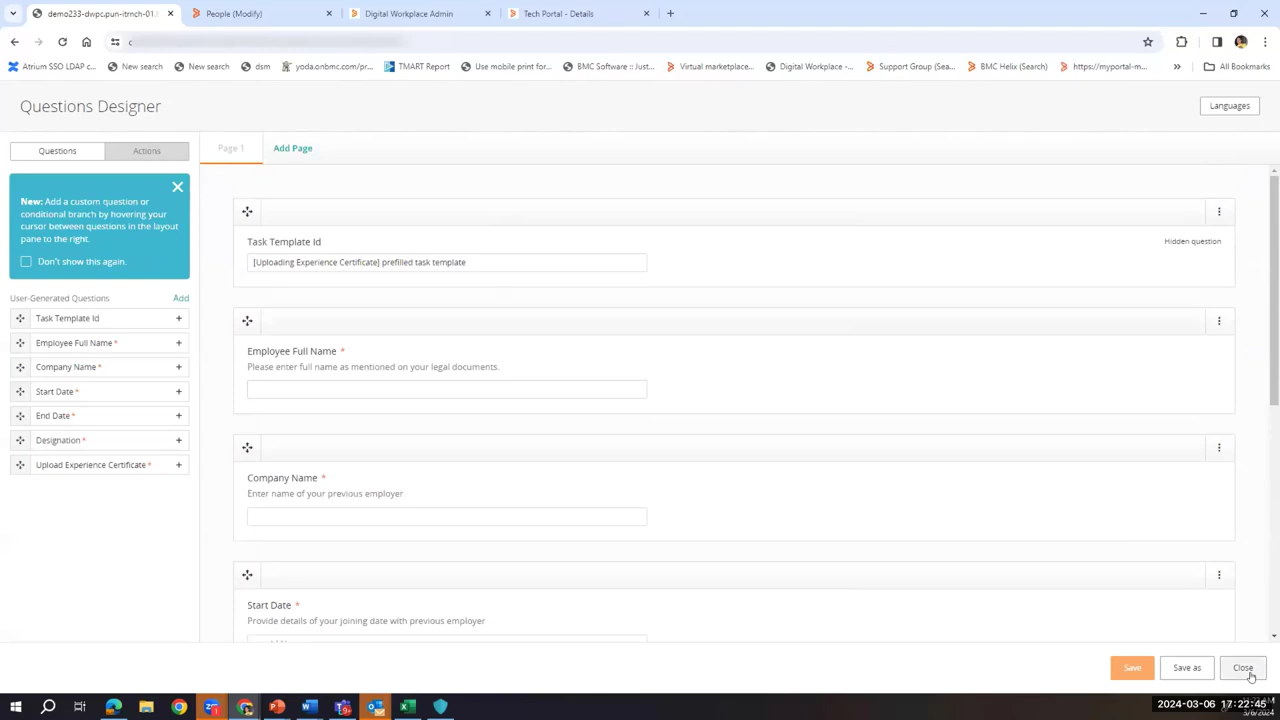 demo233-dwpc.pun-itrnch-01.
People (Modify)
Digital Workplace Admin
Tech Portal - Details
Atrium SSO LDAP c...
New search
New search
dsm
yoda.onbmc.com/pr...
TMART Report
Use mobile print for...
BMC Software :: Just...
Virtual marketplace...
Digital Workplace -...
Support Group (Sea...
BMC Helix (Search)
https://myportal-m...
All Bookmarks
Questions Designer
Languages
Questions
Actions
Page 1
Add Page
New: Add a custom question or
conditional branch by hovering your
cursor between questions in the layout
pane to the right.
Don't show this again.
User-Generated Questions
Add
Task Template Id
Employee Full Name *
Company Name *
Start Date *
End Date *
Designation *
Upload Experience Certificate *
Task Template Id
Hidden question
[Uploading Experience Certificate] prefilled task template
Employee Full Name *
Please enter full name as mentioned on your legal documents.
Company Name *
Enter name of your previous employer
Start Date *
Provide details of your joining date with previous employer
Save
Save as
Close
2024-03-06 17:22:45
3/6/2024